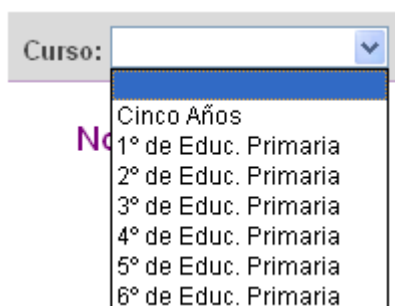 Curso:
Cinco Años
No
1º de Educ. Primaria
2º de Educ. Primaria
3º de Educ. Primaria
4º de Educ. Primaria
5º de Educ. Primaria
6º de Educ. Primaria